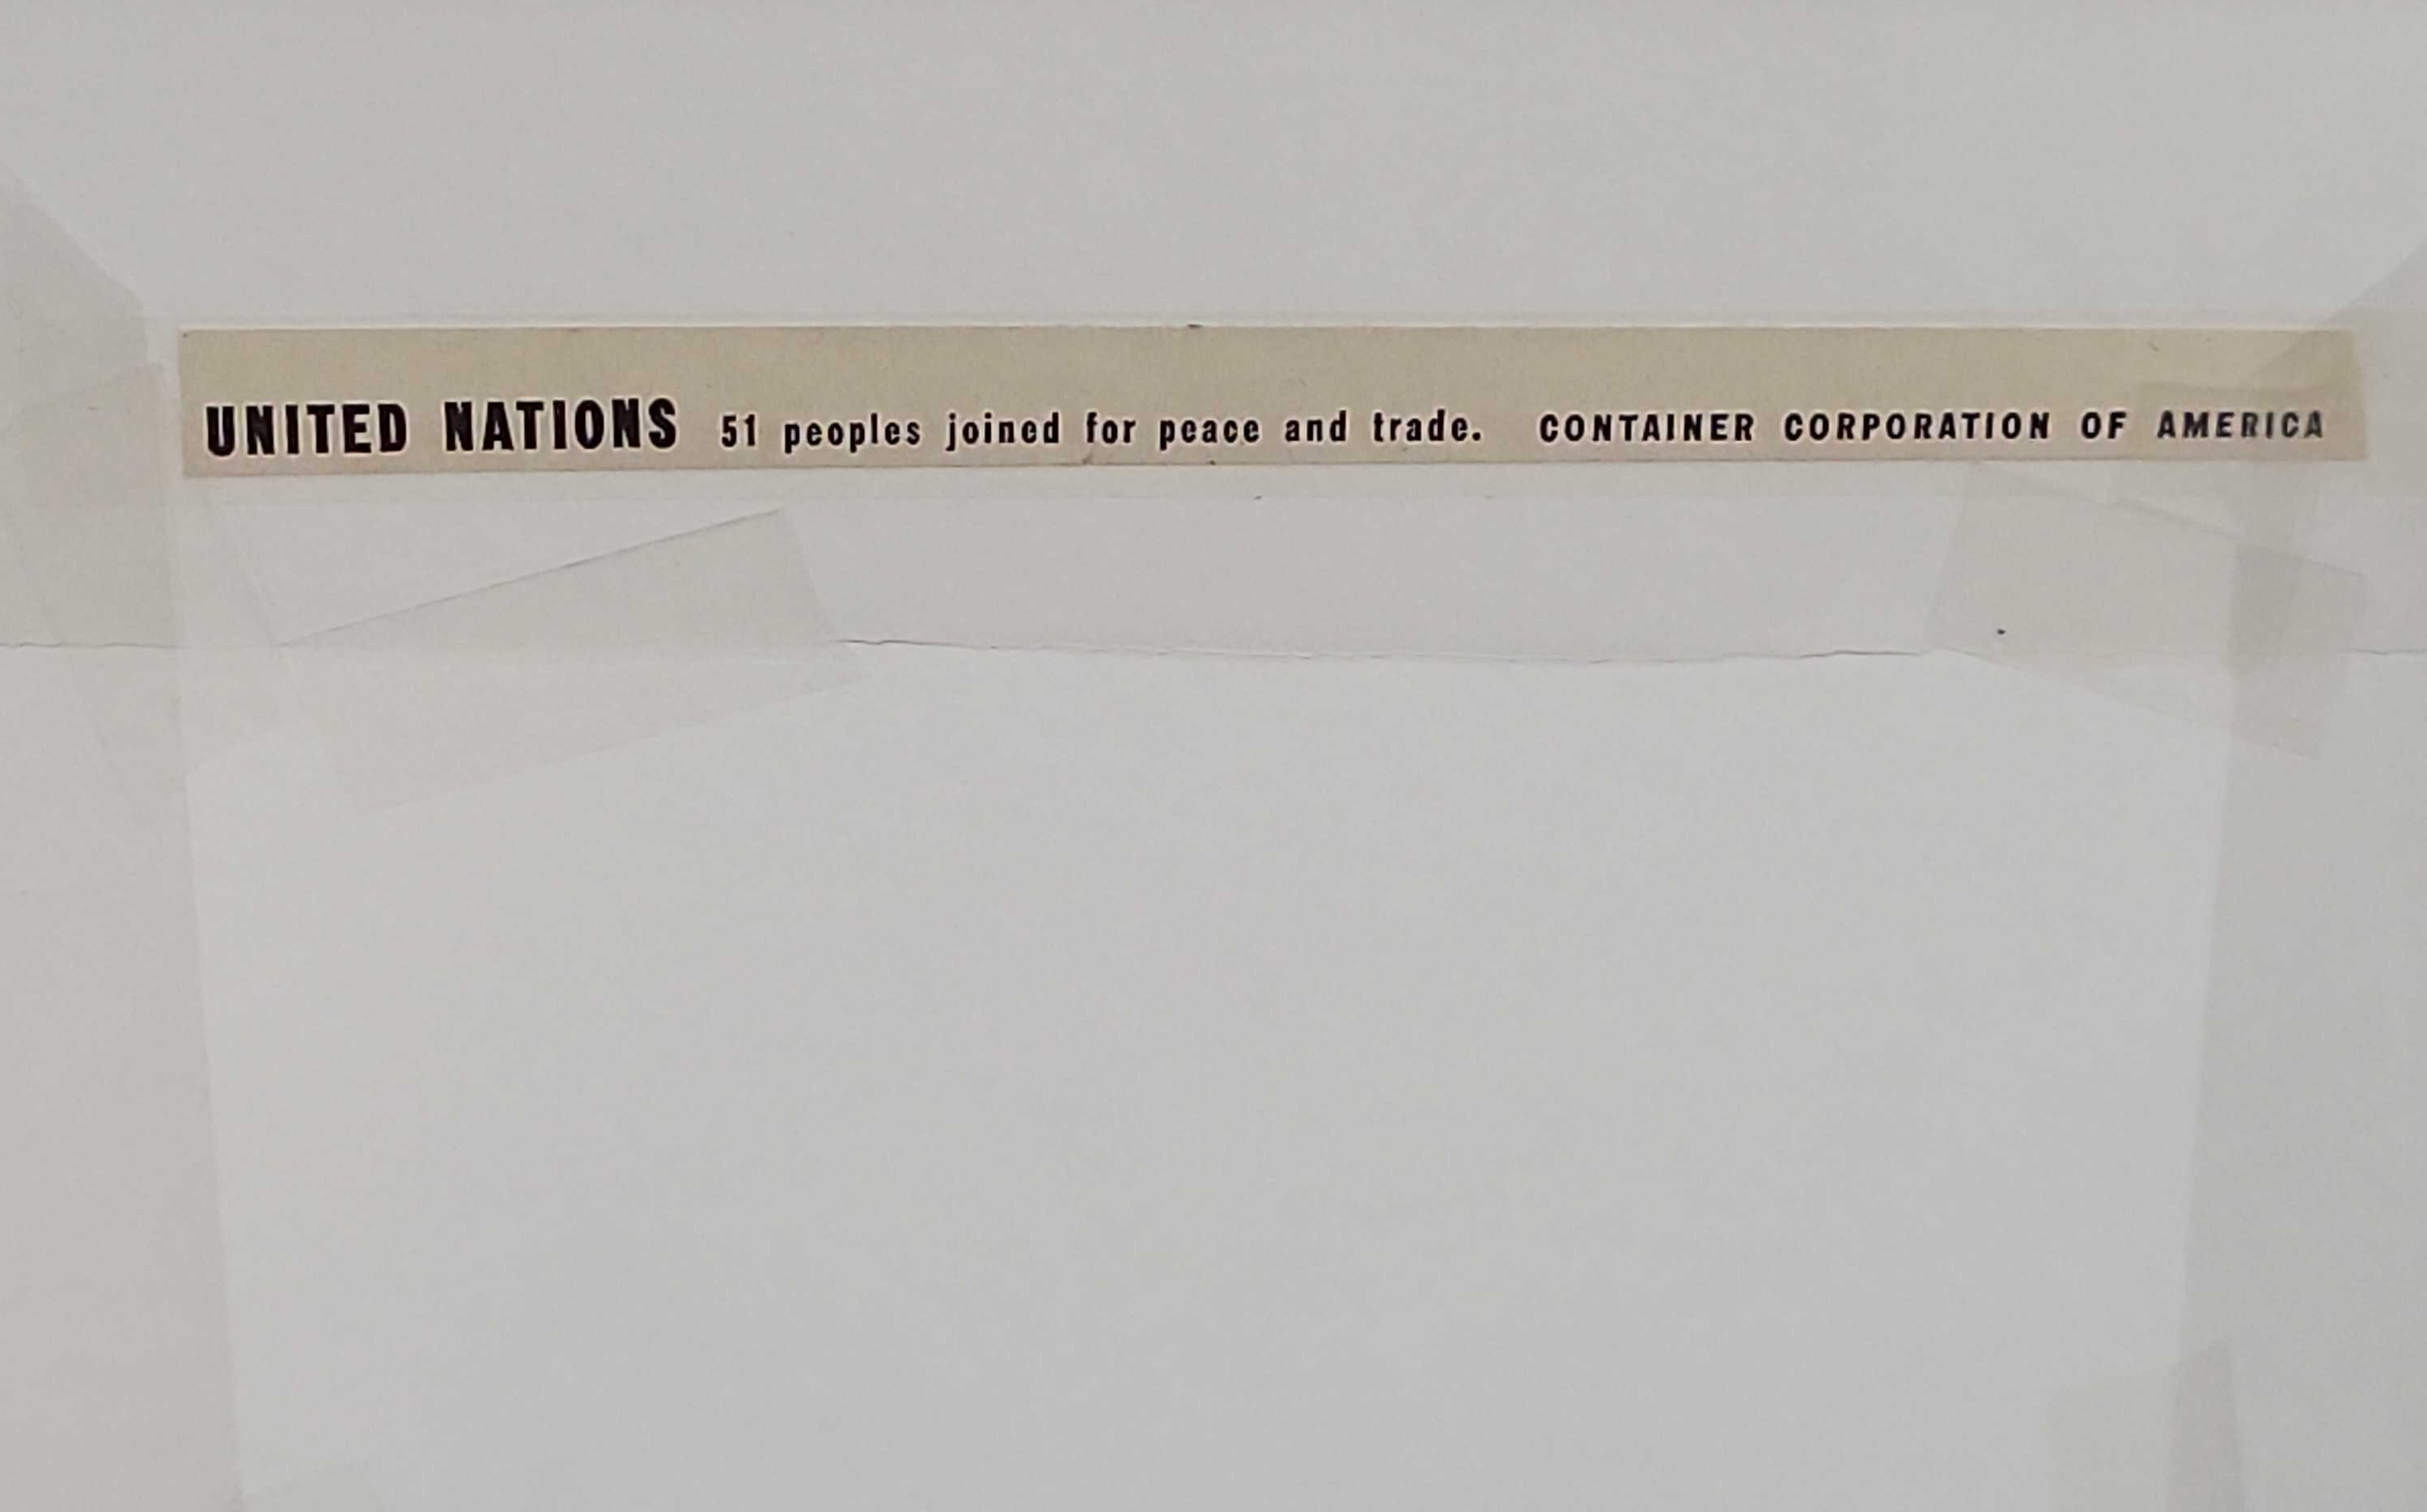 UNITED NATIONS 51 peoples joined for peace and trade. CONTAINER CORPORATION OF AMERICA